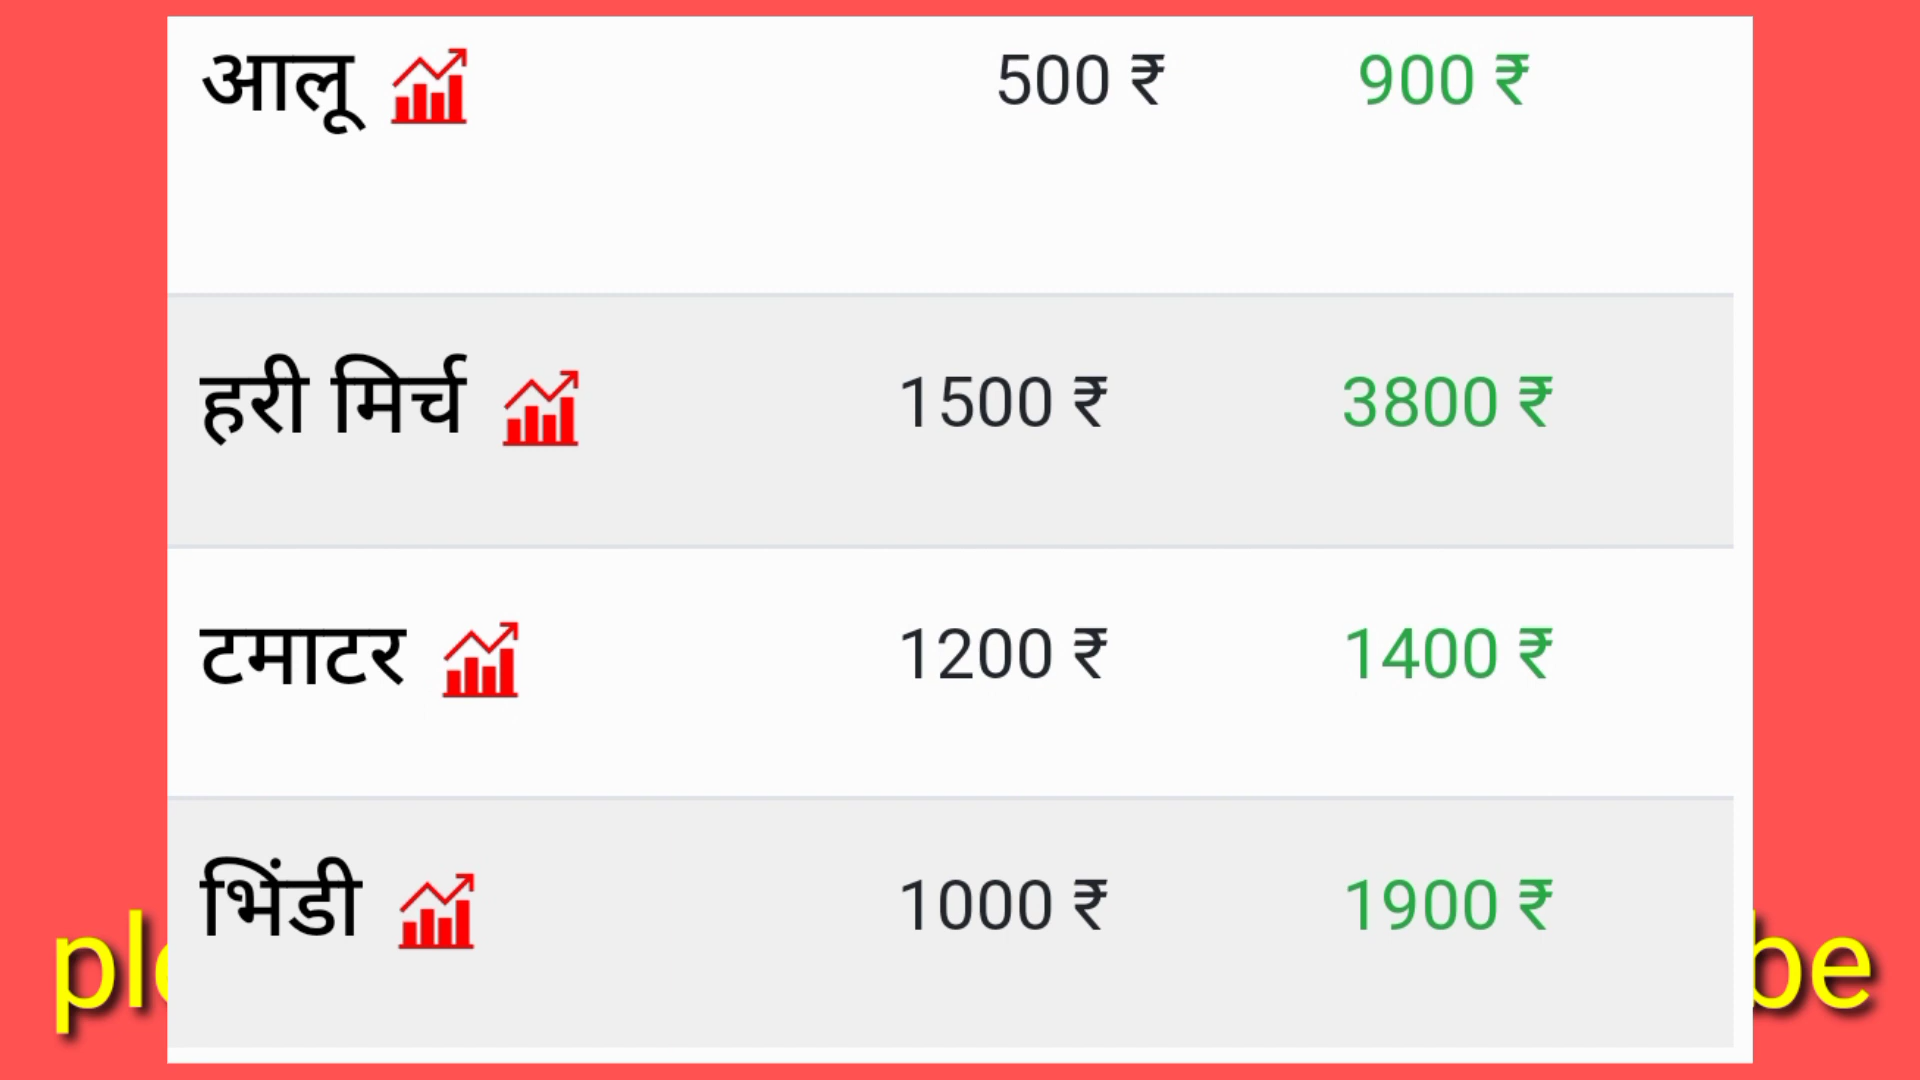 आलू 500 ₹ 900 ₹
हरी मिर्च 1500 ₹ 3800 ₹
टमाटर 1200 ₹ 1400 ₹
भिंडी 1000 ₹ 1900 ₹